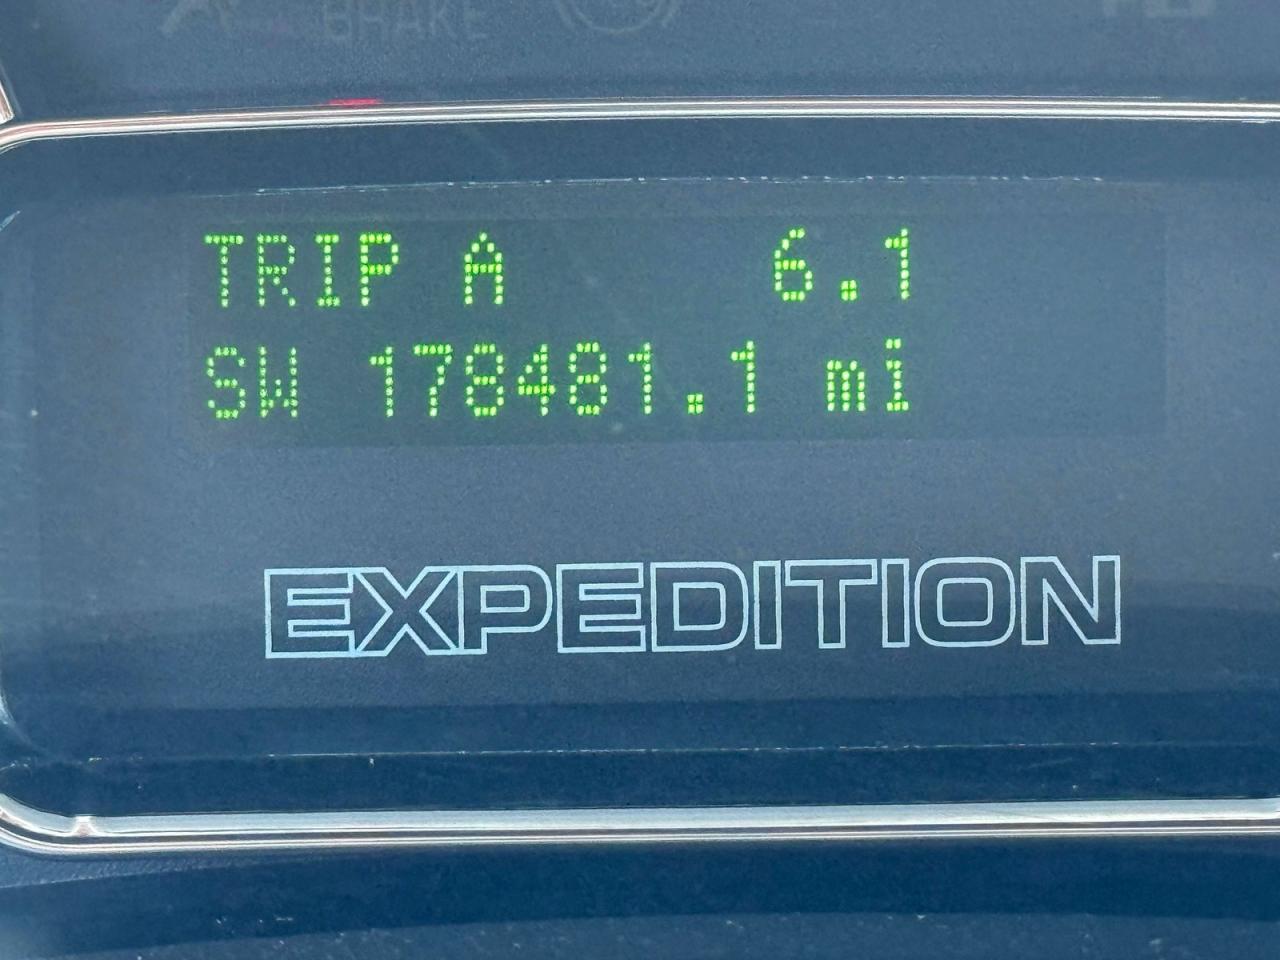 BRAKE
TRIP A 6.1
SW 178481.1 mi
EXPEDITION